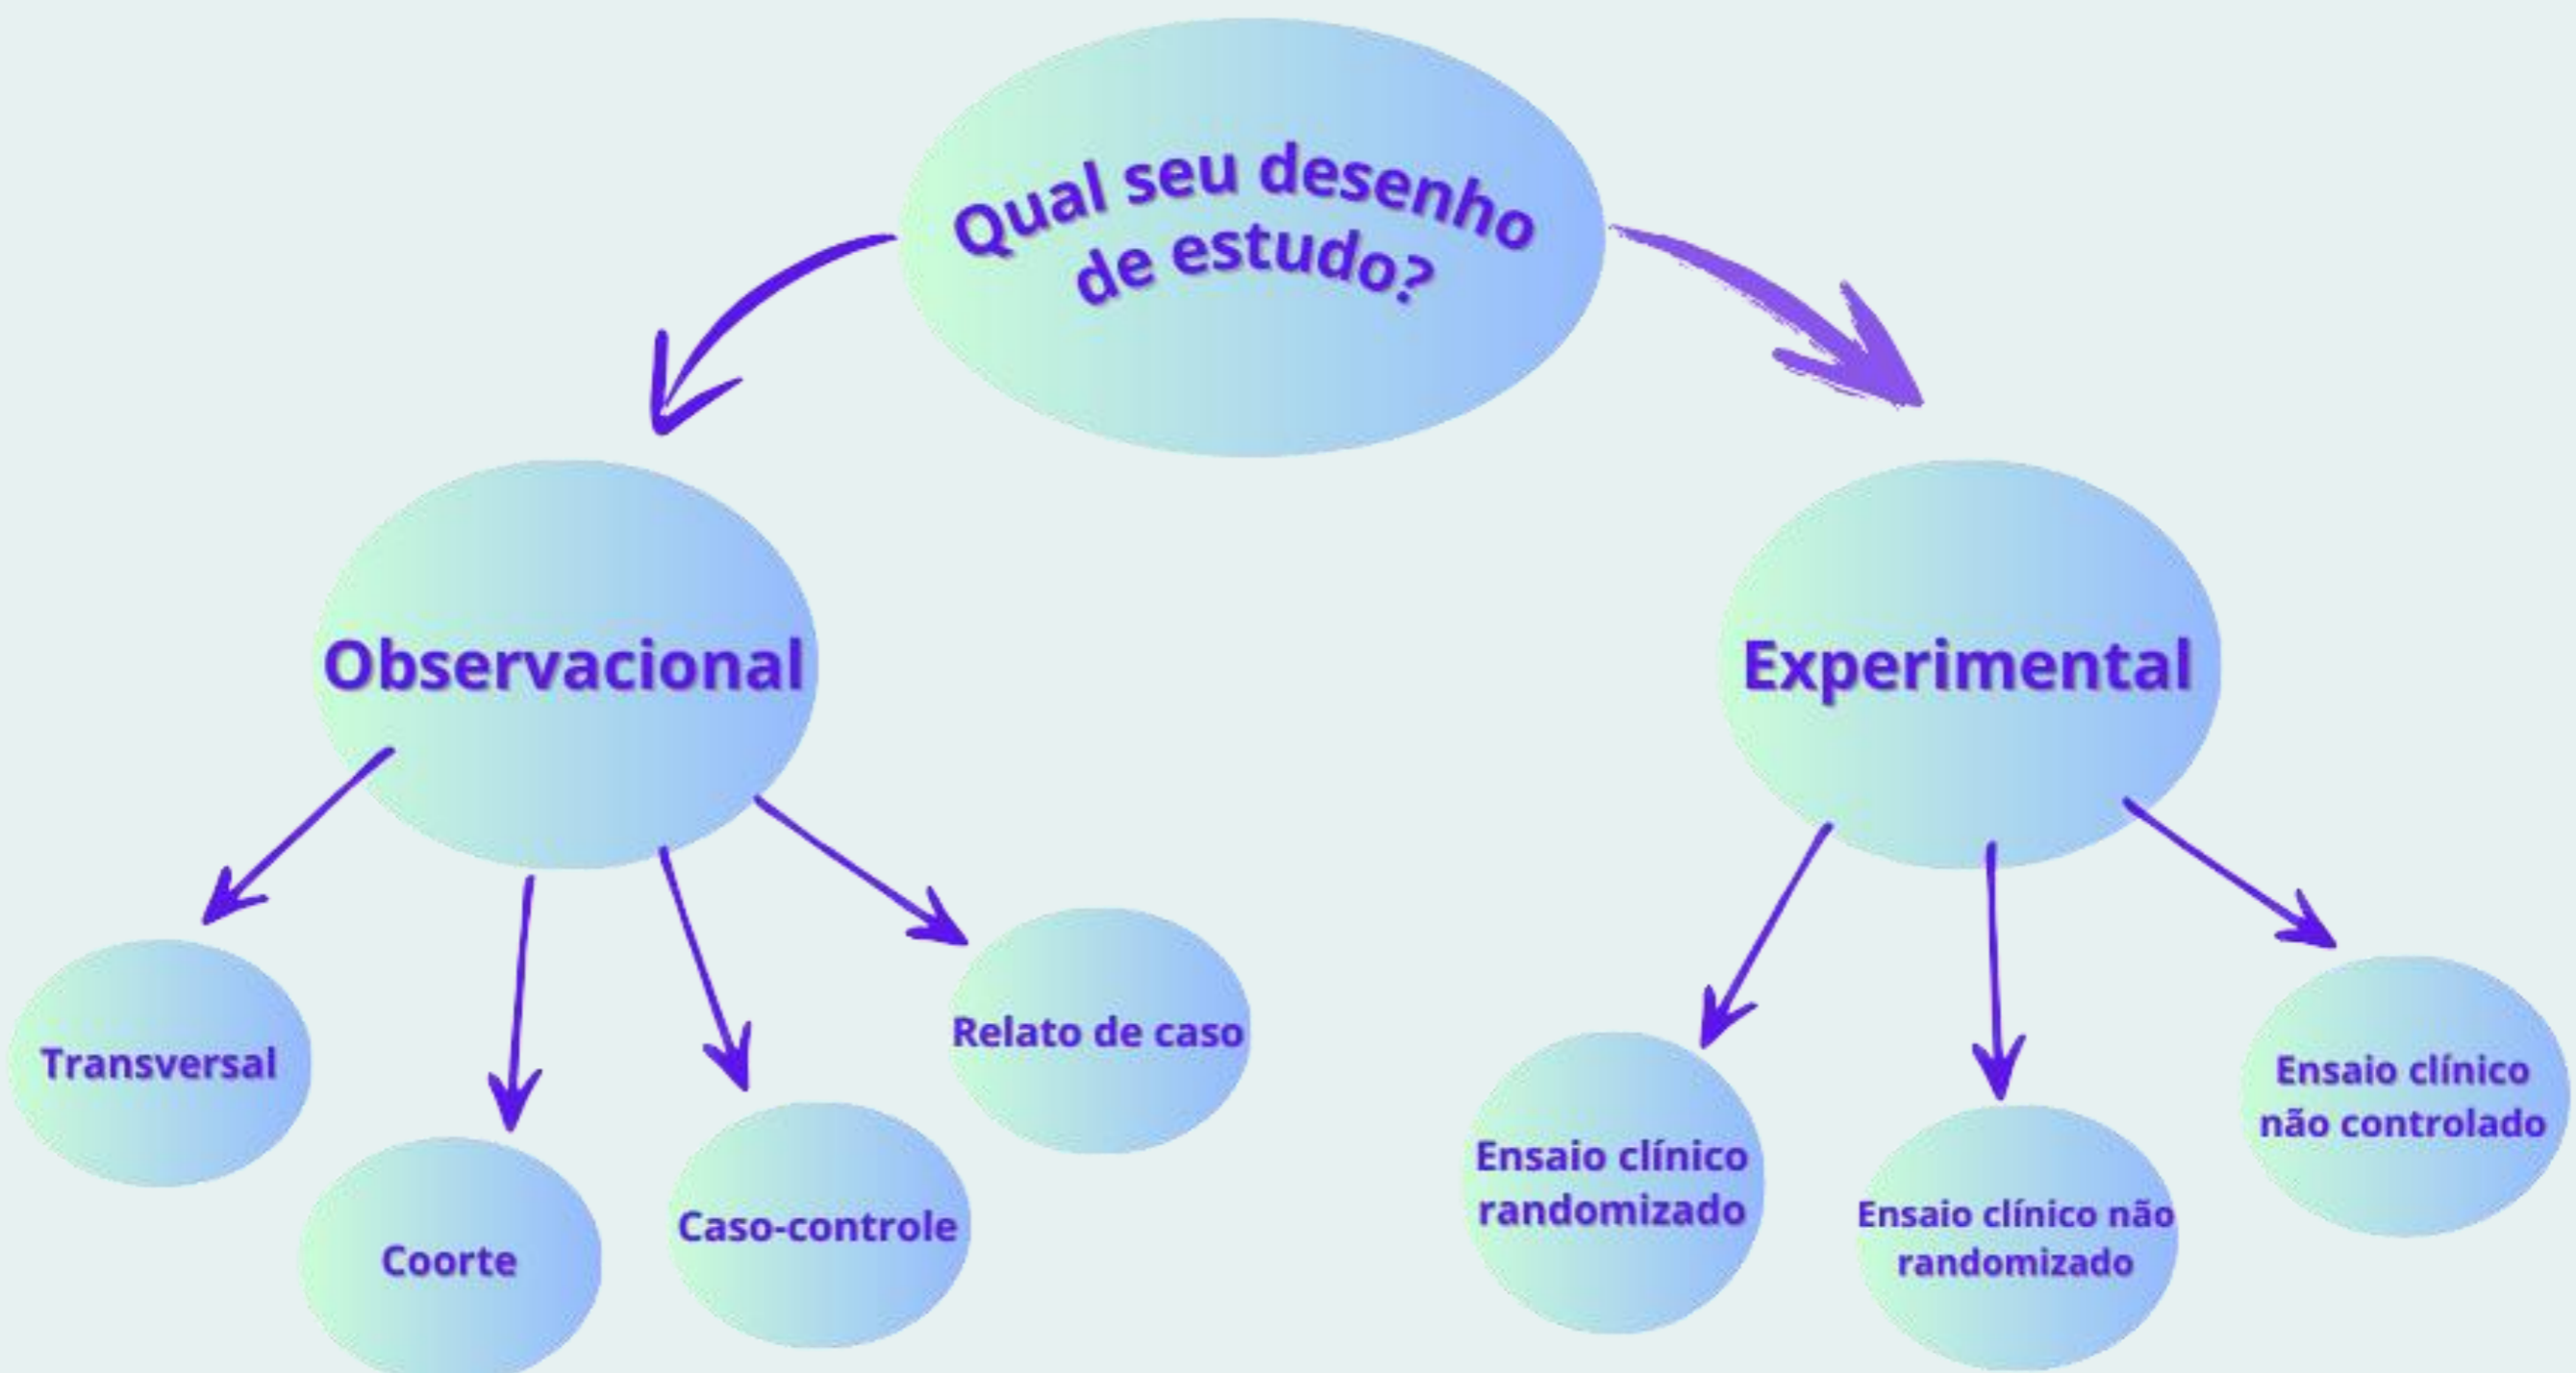 Qual seu desenho
de estudo?
Observacional
Experimental
Transversal
Coorte
Caso-controle
Relato de caso
Ensaio clínico
randomizado
Ensaio clínico não
randomizado
Ensaio clínico
não controlado